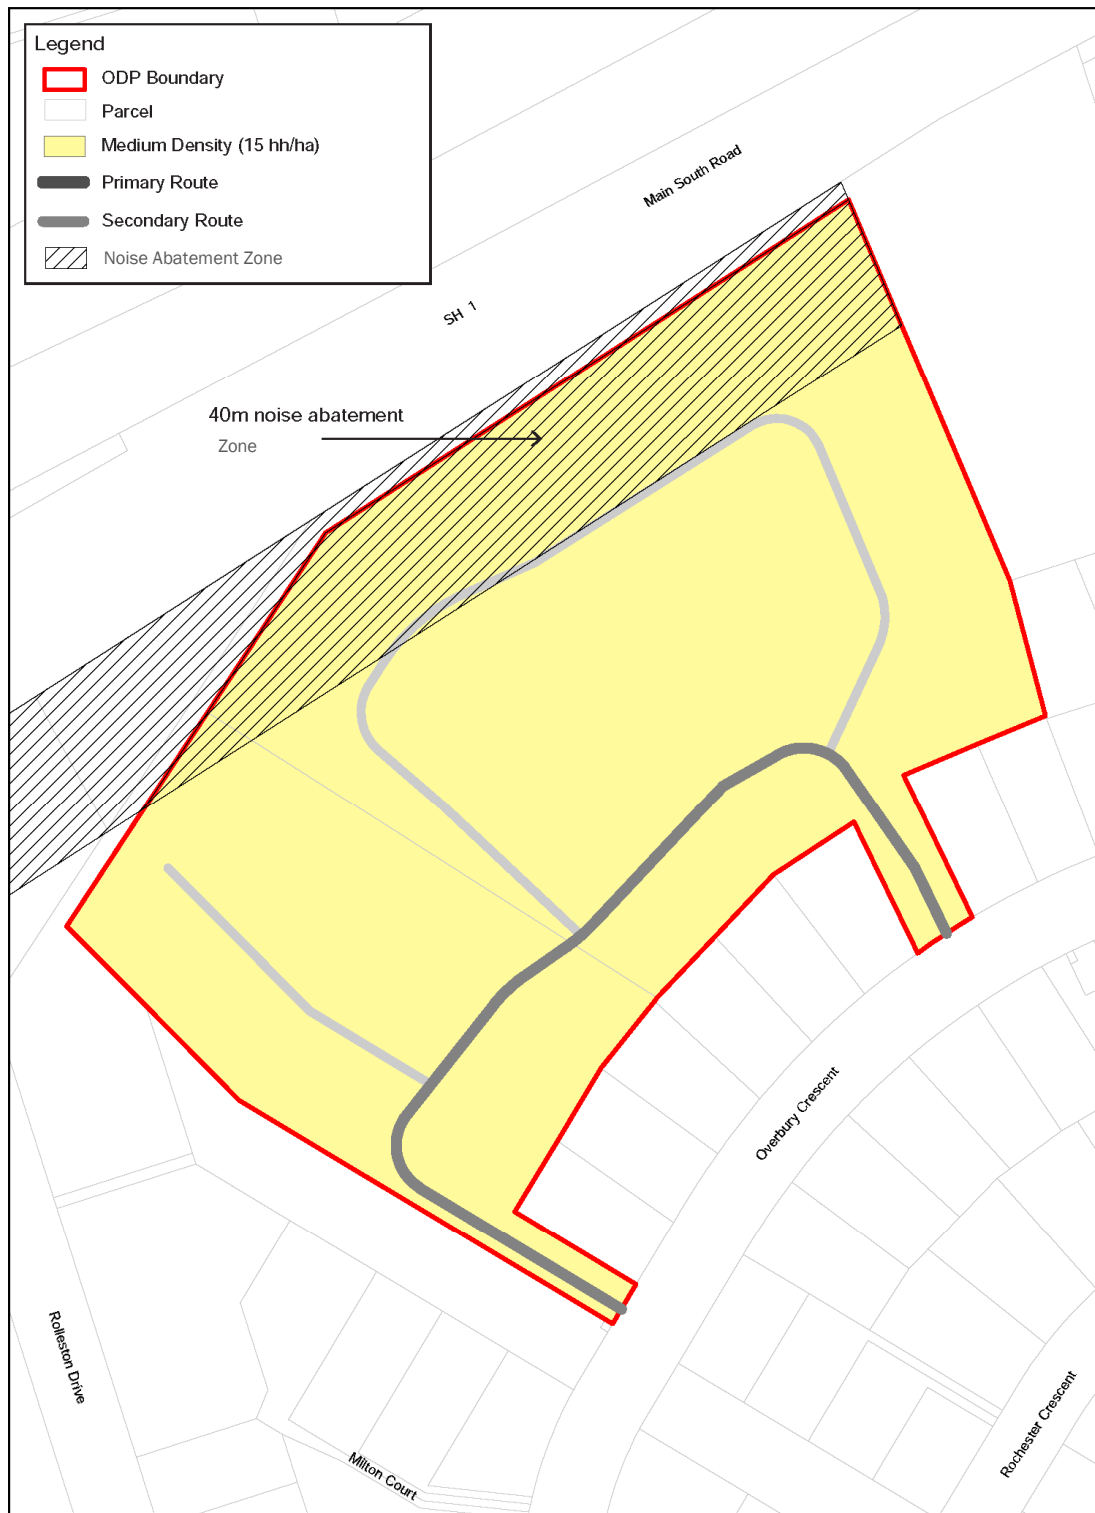 Legend
ODP Boundary
Parcel
Medium Density (15 hh/ha)
Primary Route
Secondary Route
Noise Abatement Zone
Main South Road
SH 1
40m noise abatement
Zone
Overbury Crescent
Rolleston Drive
Milton Court
Rochester Crescent